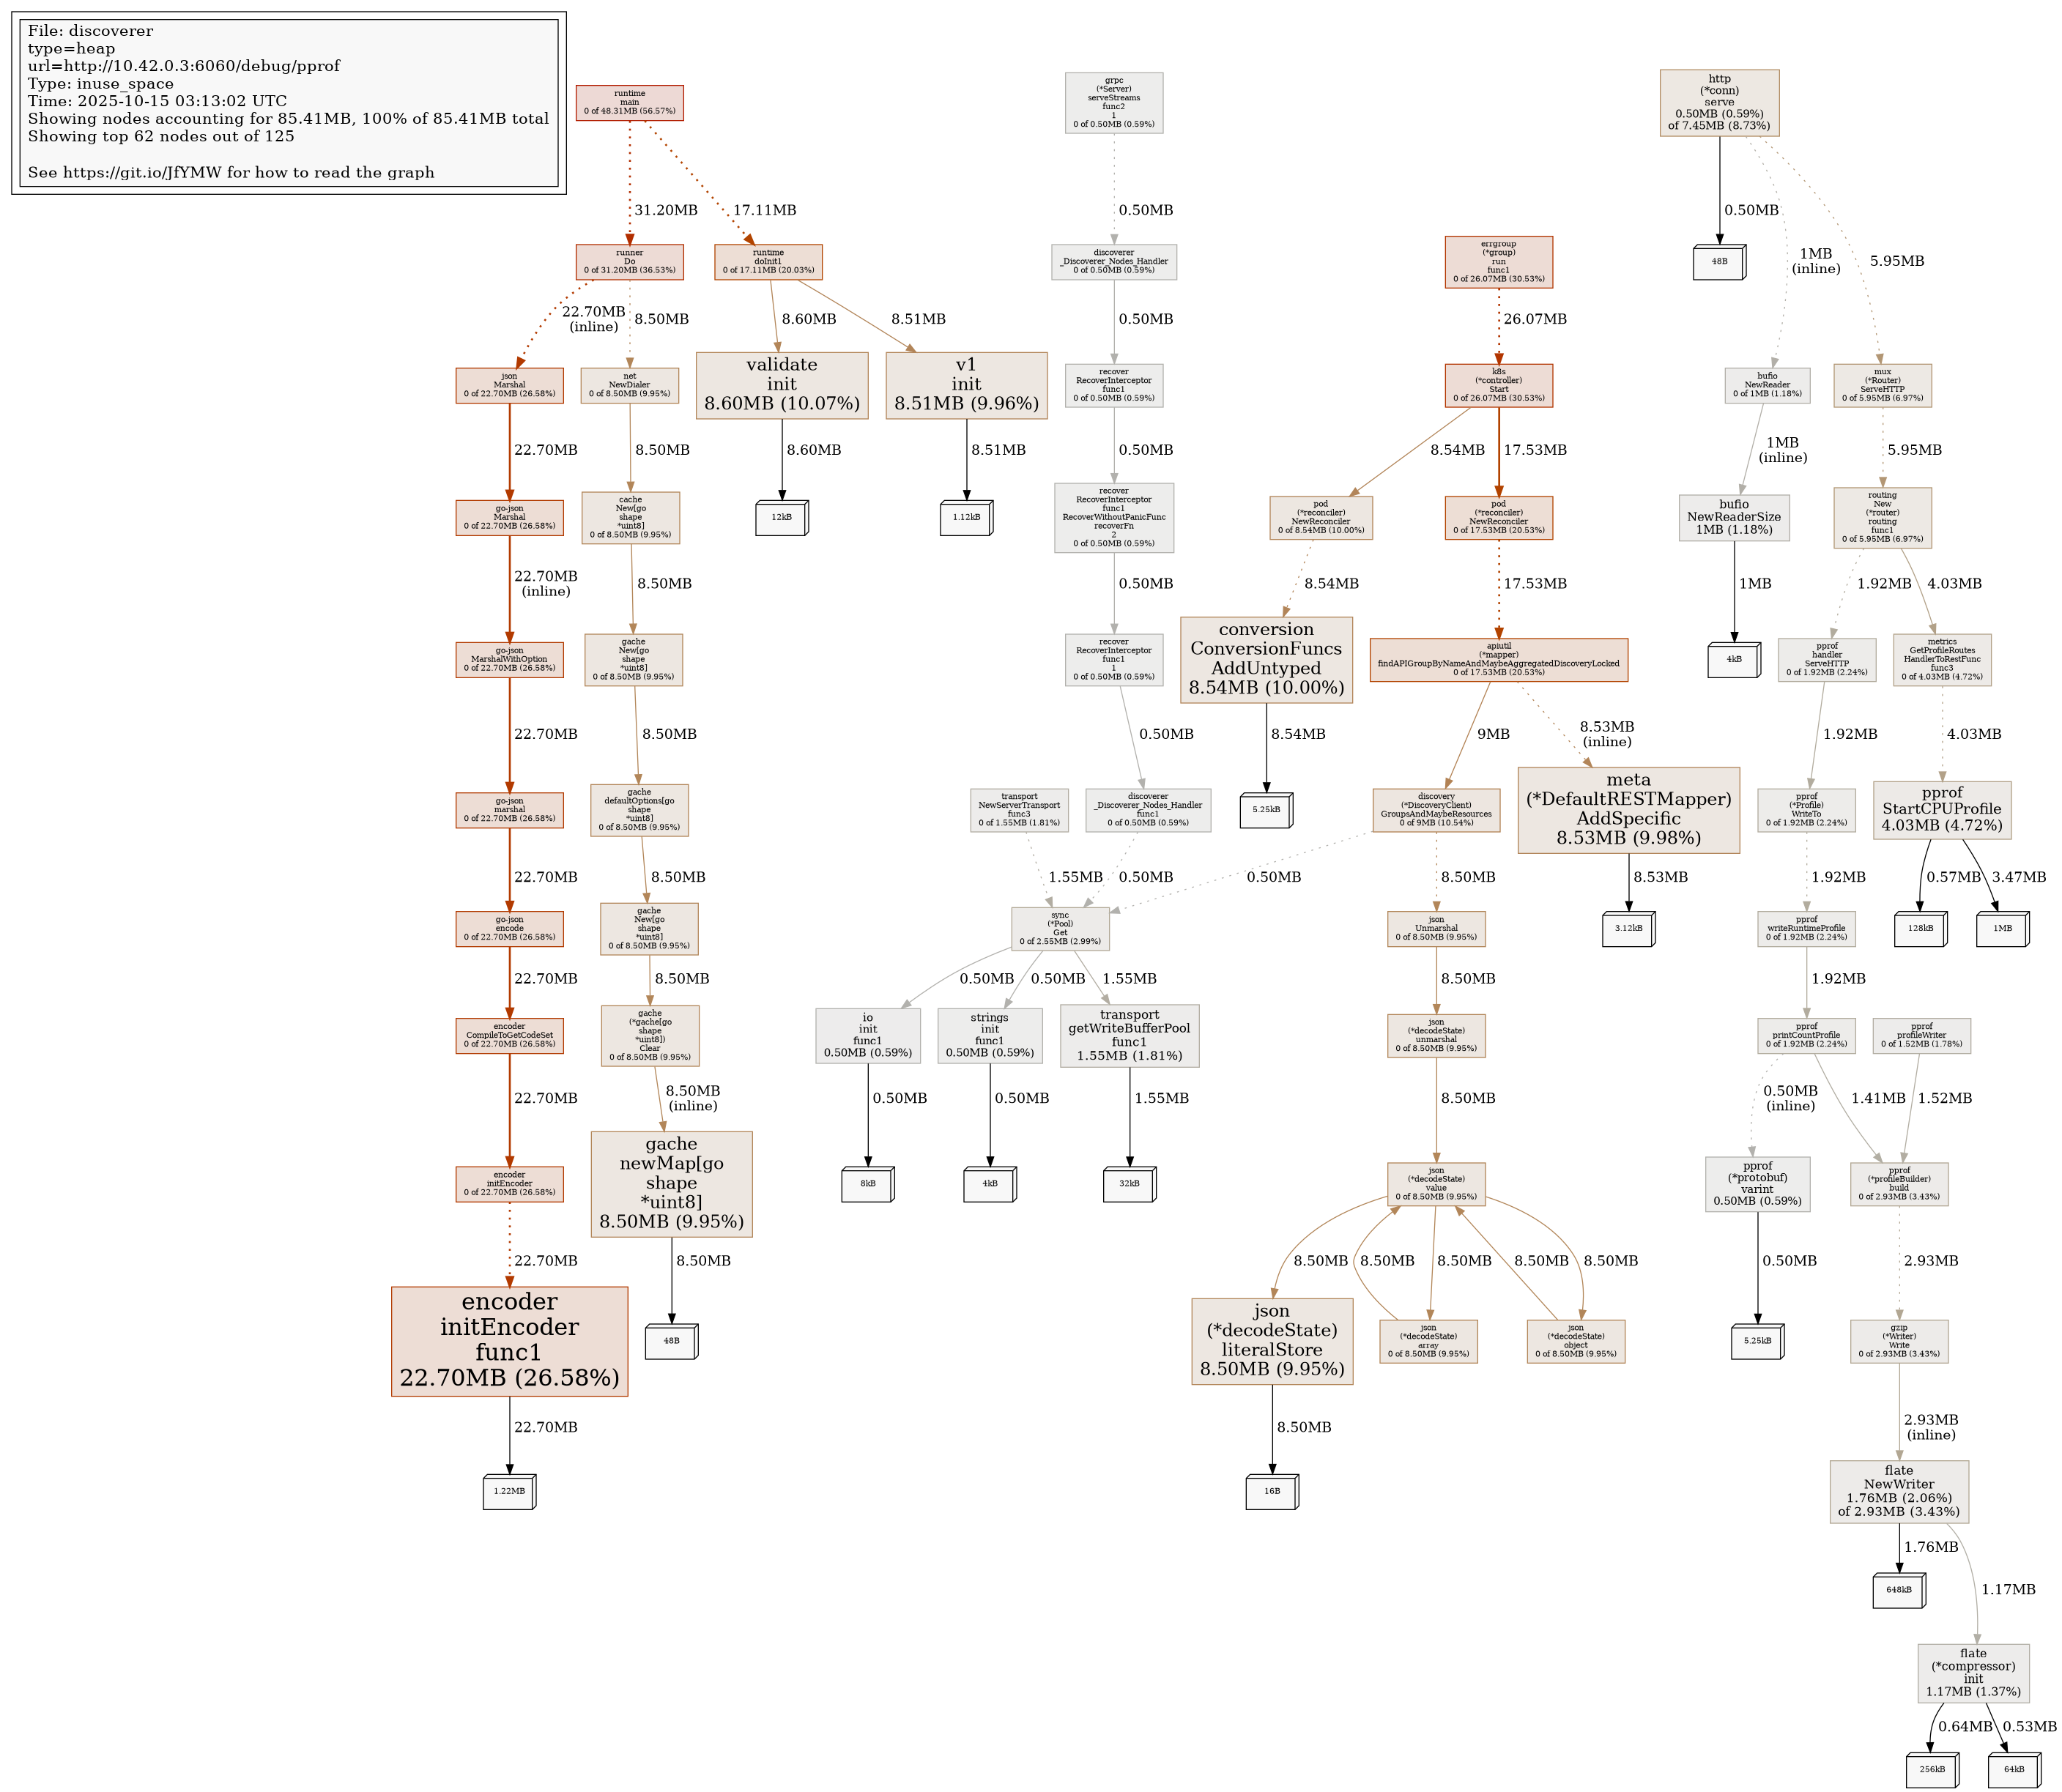 File: discoverer
type=heap
url=http://10.42.0.3:6060/debug/pprof
Type: inuse_space
Time: 2025-10-15 03:13:02 UTC
Showing nodes accounting for 85.41MB, 100% of 85.41MB total
Showing top 62 nodes out of 125
See https://git.io/JfYMW for how to read the graph
runtime
main
0 of 48.31MB (56.57%)
grpc
(*Server)
serveStreams
func2
1
0 of 0.50MB (0.59%)
http
(*conn)
serve
0.50MB (0.59%)
of 7.45MB (8.73%)
31.20MB
17.11MB
0.50MB
0.50MB
1MB
(inline)
5.95MB
runner
Do
0 of 31.20MB (36.53%)
runtime
doInit1
0 of 17.11MB (20.03%)
discoverer
_Discoverer_Nodes_Handler
0 of 0.50MB (0.59%)
errgroup
(*group)
run
func1
0 of 26.07MB (30.53%)
48B
22.70MB
(inline)
8.50MB
8.60MB
8.51MB
0.50MB
26.07MB
json
Marshal
0 of 22.70MB (26.58%)
net
NewDialer
0 of 8.50MB (9.95%)
validate
init
8.60MB (10.07%)
v1
init
8.51MB (9.96%)
recover
RecoverInterceptor
func1
0 of 0.50MB (0.59%)
k8s
(*controller)
Start
0 of 26.07MB (30.53%)
bufio
NewReader
0 of 1MB (1.18%)
mux
(*Router)
ServeHTTP
0 of 5.95MB (6.97%)
22.70MB
8.50MB
8.60MB
8.51MB
0.50MB
8.54MB
17.53MB
1MB
(inline)
5.95MB
go-json
Marshal
0 of 22.70MB (26.58%)
cache
New[go
shape
*uint8]
0 of 8.50MB (9.95%)
12kB
1.12kB
recover
RecoverInterceptor
func1
RecoverWithoutPanicFunc
recoverFn
2
0 of 0.50MB (0.59%)
pod
(*reconciler)
NewReconciler
0 of 8.54MB (10.00%)
pod
(*reconciler)
NewReconciler
0 of 17.53MB (20.53%)
bufio
NewReaderSize
1MB (1.18%)
routing
New
(*router)
routing
func1
0 of 5.95MB (6.97%)
22.70MB
(inline)
8.50MB
0.50MB
8.54MB
17.53MB
1MB
1.92MB
4.03MB
go-json
MarshalWithOption
0 of 22.70MB (26.58%)
gache
New[go
shape
*uint8]
0 of 8.50MB (9.95%)
recover
RecoverInterceptor
func1
1
0 of 0.50MB (0.59%)
conversion
ConversionFuncs
AddUntyped
8.54MB (10.00%)
apiutil
(*mapper)
findAPIGroupByNameAndMaybeAggregatedDiscoveryLocked
0 of 17.53MB (20.53%)
4kB
pprof
handler
ServeHTTP
0 of 1.92MB (2.24%)
metrics
GetProfileRoutes
HandlerToRestFunc
func3
0 of 4.03MB (4.72%)
22.70MB
8.50MB
0.50MB
8.54MB
9MB
8.53MB
(inline)
1.92MB
4.03MB
go-json
marshal
0 of 22.70MB (26.58%)
gache
defaultOptions[go
shape
*uint8]
0 of 8.50MB (9.95%)
transport
NewServerTransport
func3
0 of 1.55MB (1.81%)
discoverer
_Discoverer_Nodes_Handler
func1
0 of 0.50MB (0.59%)
5.25kB
discovery
(*DiscoveryClient)
GroupsAndMaybeResources
0 of 9MB (10.54%)
meta
(*DefaultRESTMapper)
AddSpecific
8.53MB (9.98%)
pprof
(*Profile)
WriteTo
0 of 1.92MB (2.24%)
pprof
StartCPUProfile
4.03MB (4.72%)
22.70MB
8.50MB
1.55MB
0.50MB
0.50MB
8.50MB
8.53MB
1.92MB
0.57MB
3.47MB
go-json
encode
0 of 22.70MB (26.58%)
gache
New[go
shape
*uint8]
0 of 8.50MB (9.95%)
sync
(*Pool)
Get
0 of 2.55MB (2.99%)
json
Unmarshal
0 of 8.50MB (9.95%)
3.12kB
pprof
writeRuntimeProfile
0 of 1.92MB (2.24%)
128kB
1MB
22.70MB
8.50MB
0.50MB
0.50MB
1.55MB
8.50MB
1.92MB
encoder
CompileToGetCodeSet
0 of 22.70MB (26.58%)
gache
(*gache[go
shape
*uint8])
Clear
0 of 8.50MB (9.95%)
io
init
func1
0.50MB (0.59%)
strings
init
func1
0.50MB (0.59%)
transport
getWriteBufferPool
func1
1.55MB (1.81%)
json
(*decodeState)
unmarshal
0 of 8.50MB (9.95%)
pprof
printCountProfile
0 of 1.92MB (2.24%)
pprof
profileWriter
0 of 1.52MB (1.78%)
22.70MB
8.50MB
(inline)
0.50MB
0.50MB
1.55MB
8.50MB
0.50MB
(inline)
1.41MB
1.52MB
encoder
initEncoder
0 of 22.70MB (26.58%)
gache
newMap[go
shape
*uint8]
8.50MB (9.95%)
8kB
4kB
32kB
json
(*decodeState)
value
0 of 8.50MB (9.95%)
pprof
(*protobuf)
varint
0.50MB (0.59%)
pprof
(*profileBuilder)
build
0 of 2.93MB (3.43%)
22.70MB
8.50MB
8.50MB
8.50MB
8.50MB
8.50MB
8.50MB
0.50MB
2.93MB
encoder
initEncoder
func1
22.70MB (26.58%)
48B
json
(*decodeState)
literalStore
8.50MB (9.95%)
json
(*decodeState)
array
0 of 8.50MB (9.95%)
json
(*decodeState)
object
0 of 8.50MB (9.95%)
5.25kB
gzip
(*Writer)
Write
0 of 2.93MB (3.43%)
22.70MB
8.50MB
2.93MB
(inline)
1.22MB
16B
flate
NewWriter
1.76MB (2.06%)
of 2.93MB (3.43%)
1.76MB
1.17MB
648kB
flate
(*compressor)
init
1.17MB (1.37%)
0.64MB
0.53MB
256kB
64kB